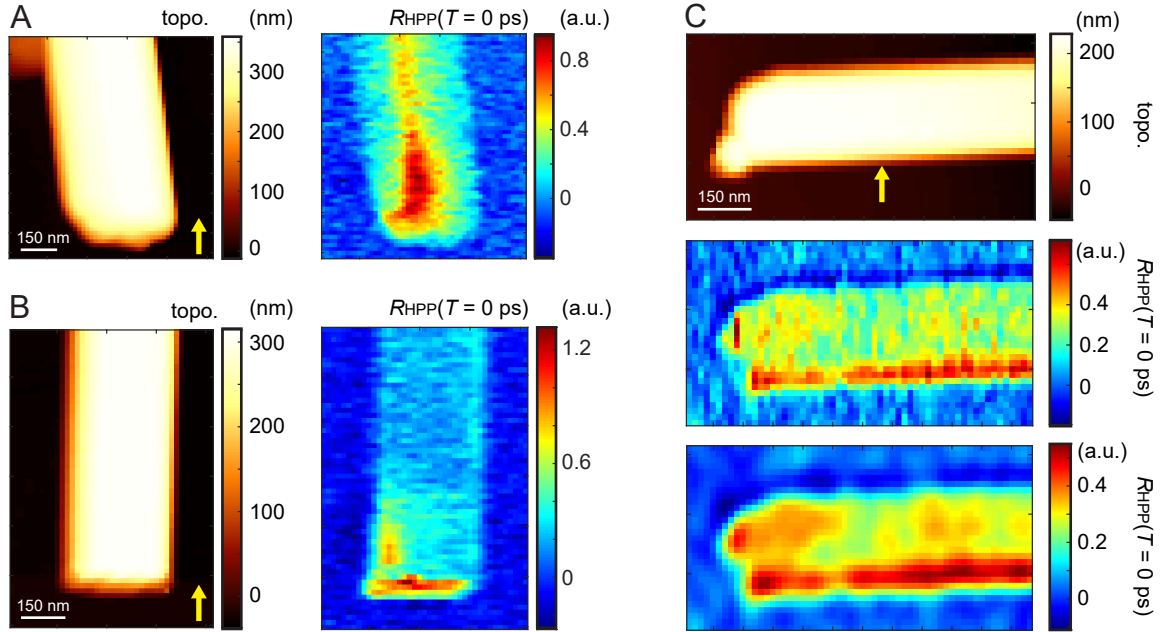 A
topo.
(nm)
300
200
100
0
150 nm
RHPP(T = 0 ps)
(a.u.)
0.8
0.4
0
B
topo.
(nm)
300
200
100
0
150 nm
RHPP(T = 0 ps)
(a.u.)
1.2
0.6
0
C
(nm)
200
100
0
topo.
150 nm
(a.u.)
0.4
0.2
0
RHPP(T = 0 ps)
(a.u.)
0.4
0.2
0
RHPP(T = 0 ps)